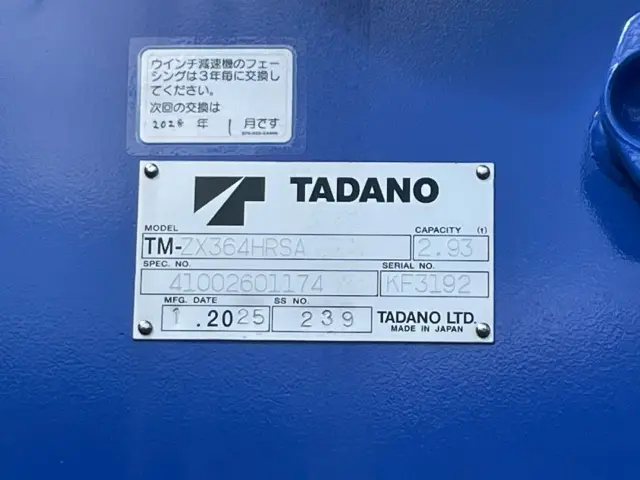 ウインチ減速機のフェー
シングは3年毎に交換し
てください。
次回の交換は
2028 年 1 月です
TADANO
MODEL
CAPACITY (t)
TM-ZX364HRSA
2.93
SPEC. NO.
SERIAL NO.
41002601174
KF3192
MFG. DATE
SS NO.
1 .2025
239
TADANO LTD.
MADE IN JAPAN